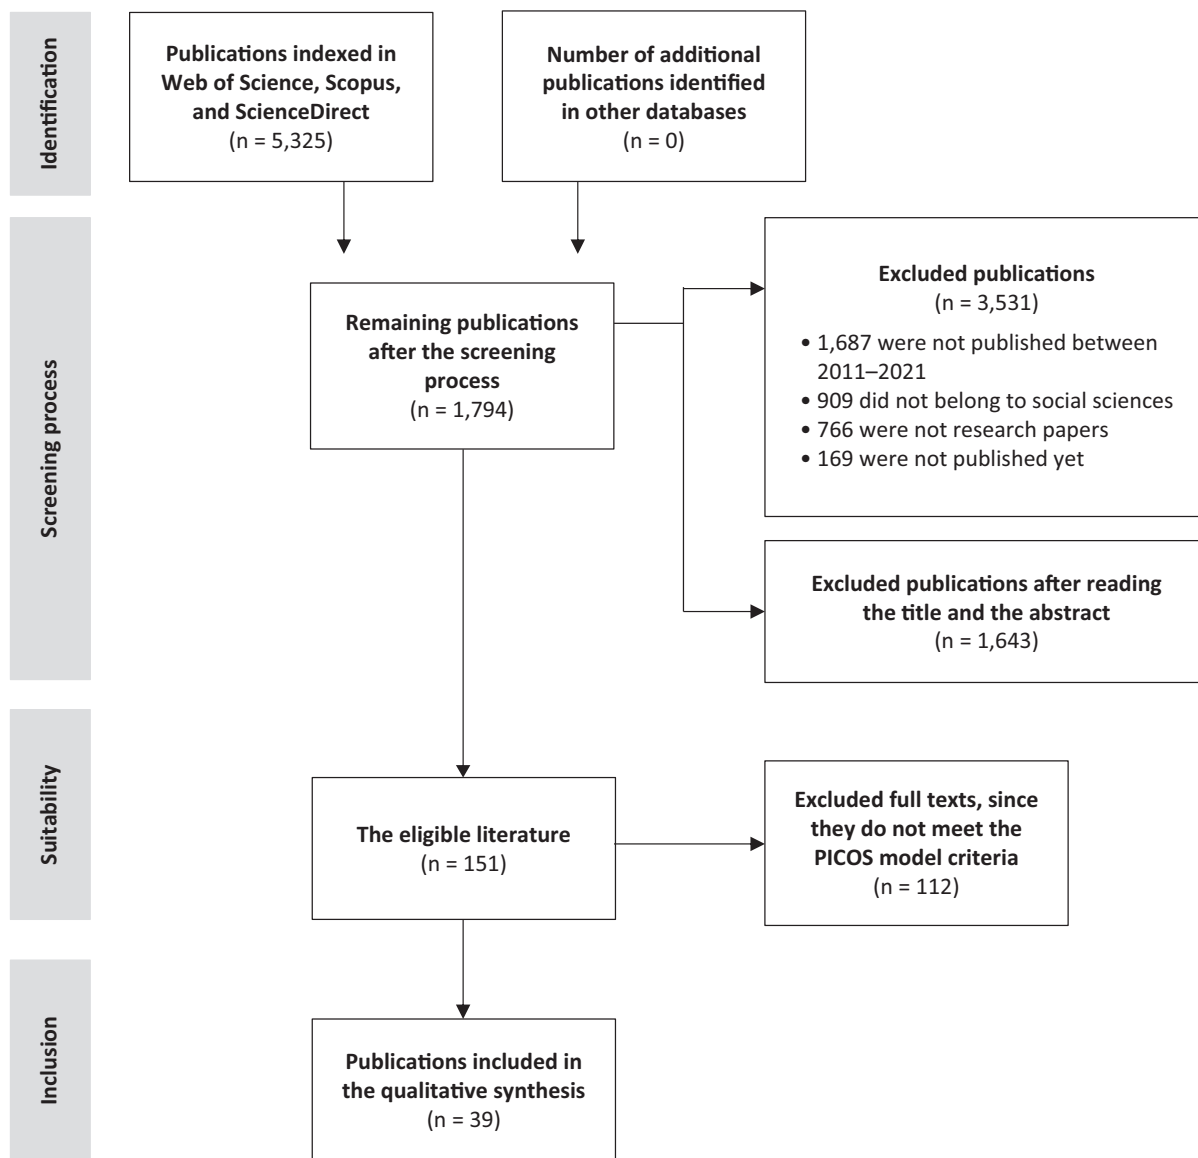 Identification
Publications indexed in
Web of Science, Scopus,
and ScienceDirect
(n = 5,325)
Number of additional
publications identified
in other databases
(n = 0)
Screening process
Remaining publications
after the screening
process
(n = 1,794)
Excluded publications
(n = 3,531)
• 1,687 were not published between
2011–2021
• 909 did not belong to social sciences
• 766 were not research papers
• 169 were not published yet
Excluded publications after reading
the title and the abstract
(n = 1,643)
Suitability
The eligible literature
(n = 151)
Excluded full texts, since
they do not meet the
PICOS model criteria
(n = 112)
Inclusion
Publications included in
the qualitative synthesis
(n = 39)